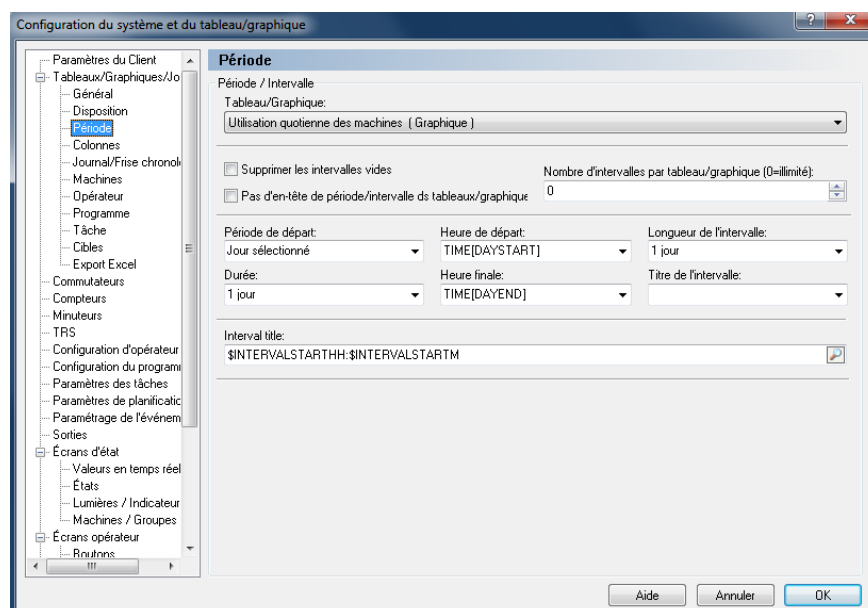 Configuration du système et du tableau/graphique
Paramètres du Client
Tableaux/Graphiques/Jo
Général
Disposition
Période
Colonnes
Journal/Frise chronol
Machines
Opérateur
Programme
Tâche
Cibles
Export Excel
Commutateurs
Compteurs
Minuteurs
TRS
Configuration d'opérateur
Configuration du programm
Paramètres des tâches
Paramètres de planificatic
Paramétrage de l'événem
Sorties
Écrans d'état
Valeurs en temps réel
États
Lumières / Indicateur
Machines / Groupes
Écrans opérateur
Boutons
Période
Période / Intervalle
Tableau/Graphique:
Utilisation quotienne des machines ( Graphique )
Supprimer les intervalles vides
Pas d'en-tête de période/intervalle ds tableaux/graphique
Nombre d'intervalles par tableau/graphique (0=illimité):
0
Période de départ: Heure de départ: Longueur de l'intervalle:
Jour sélectionné TIME[DAYSTART] 1 jour
Durée: Heure finale: Titre de l'intervalle:
1 jour TIME[DAYEND]
Interval title:
$INTERVALSTARTHH:$INTERVALSTARTM
Aide Annuler OK